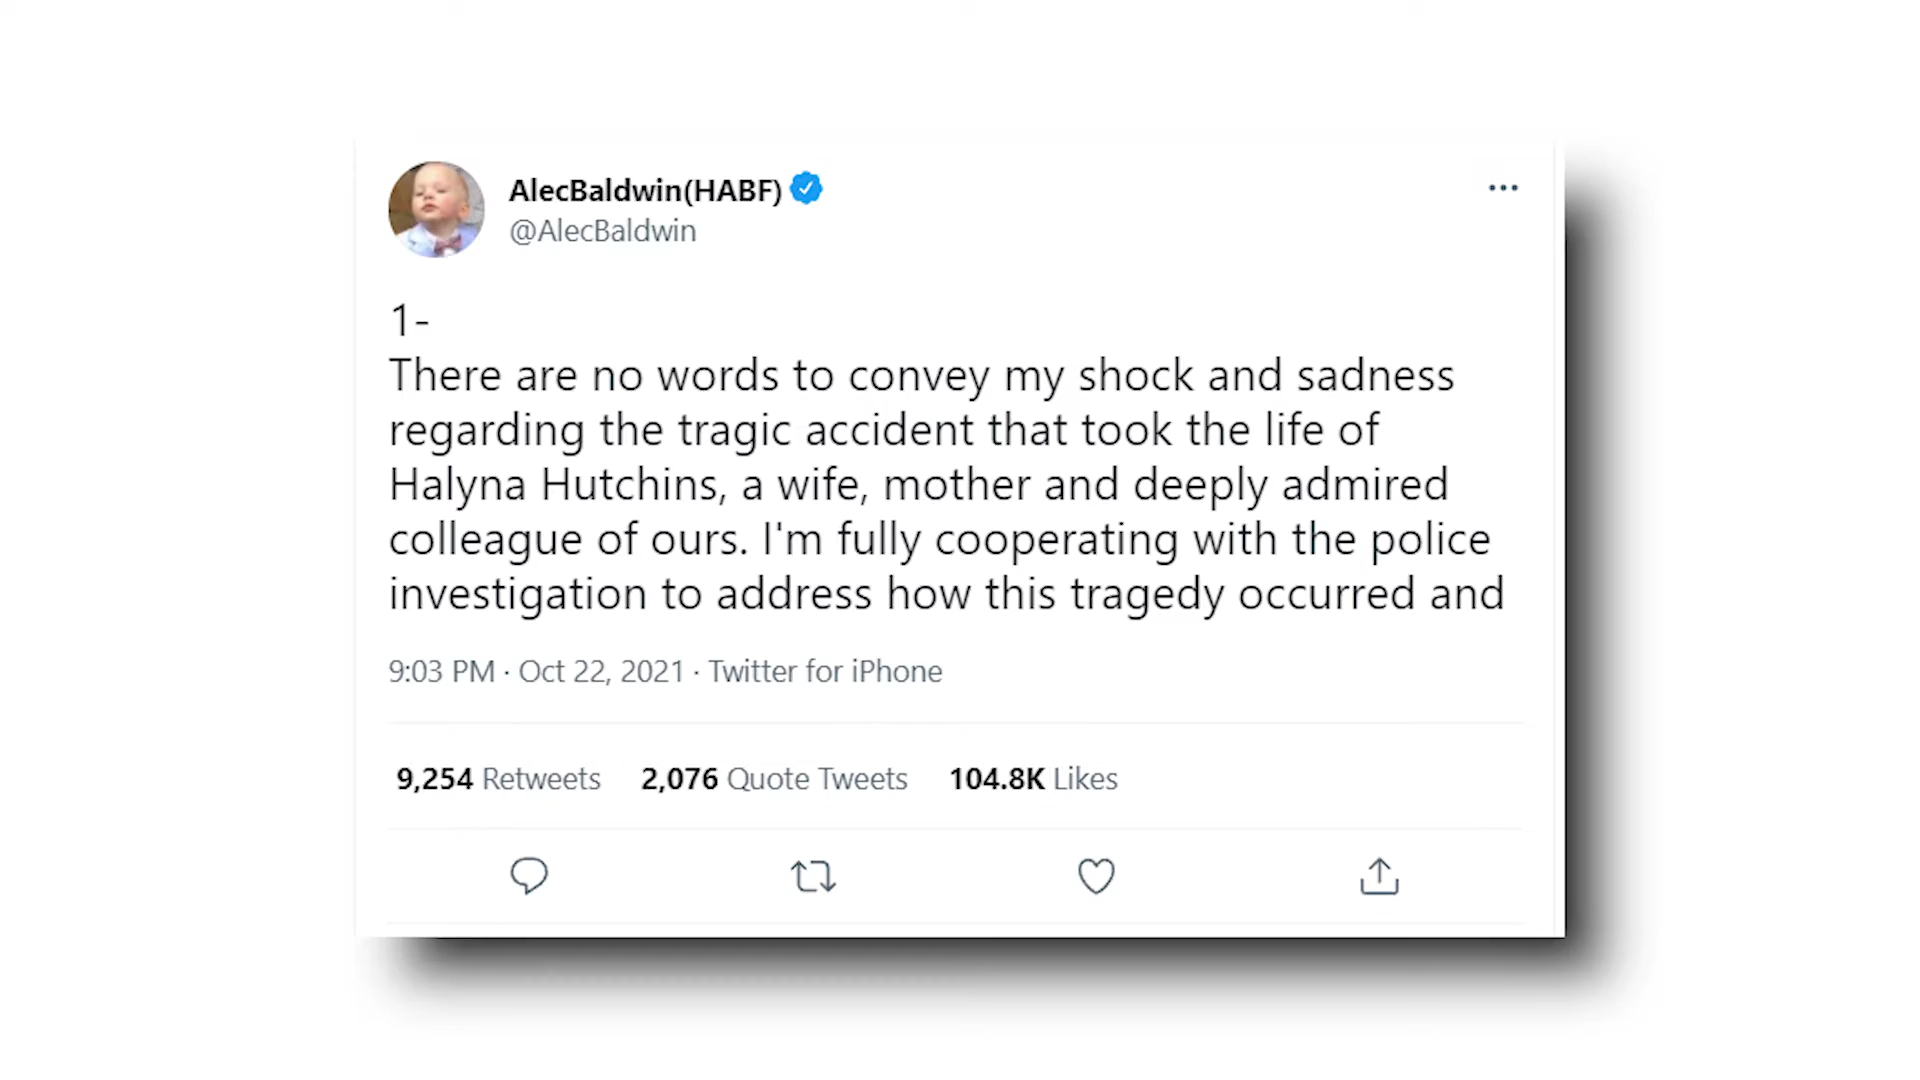 AlecBaldwin(HABF)
@AlecBaldwin
1-
There are no words to convey my shock and sadness
regarding the tragic accident that took the life of
Halyna Hutchins, a wife, mother and deeply admired
colleague of ours. I'm fully cooperating with the police
investigation to address how this tragedy occurred and
9:03 PM · Oct 22, 2021 · Twitter for iPhone
9,254 Retweets 2,076 Quote Tweets 104.8K Likes